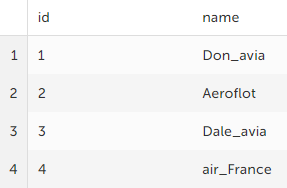 id name
1 1 Don_avia
2 2 Aeroflot
3 3 Dale_avia
4 4 air_France